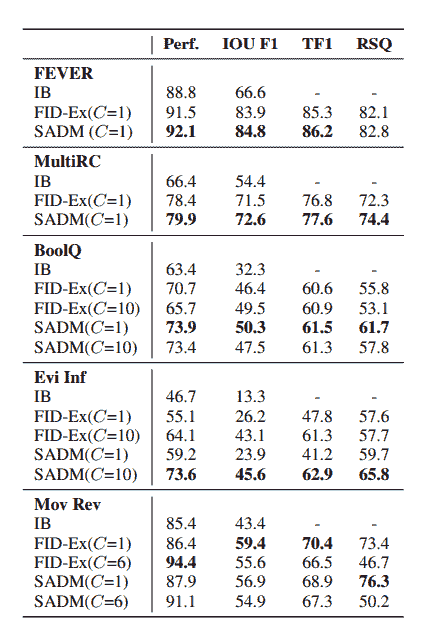 Perf. IOU F1 TF1 RSQ
FEVER
IB 88.8 66.6 - -
FID-Ex(C=1) 91.5 83.9 85.3 82.1
SADM (C=1) 92.1 84.8 86.2 82.8
MultiRC
IB 66.4 54.4 - -
FID-Ex(C=1) 78.4 71.5 76.8 72.3
SADM(C=1) 79.9 72.6 77.6 74.4
BoolQ
IB 63.4 32.3 - -
FID-Ex(C=1) 70.7 46.4 60.6 55.8
FID-Ex(C=10) 65.7 49.5 60.9 53.1
SADM(C=1) 73.9 50.3 61.5 61.7
SADM(C=10) 73.4 47.5 61.3 57.8
Evi Inf
IB 46.7 13.3 - -
FID-Ex(C=1) 55.1 26.2 47.8 57.6
FID-Ex(C=10) 64.1 43.1 61.3 57.7
SADM(C=1) 59.2 23.9 41.2 59.7
SADM(C=10) 73.6 45.6 62.9 65.8
Mov Rev
IB 85.4 43.4 - -
FID-Ex(C=1) 86.4 59.4 70.4 73.4
FID-Ex(C=6) 94.4 55.6 66.5 46.7
SADM(C=1) 87.9 56.9 68.9 76.3
SADM(C=6) 91.1 54.9 67.3 50.2